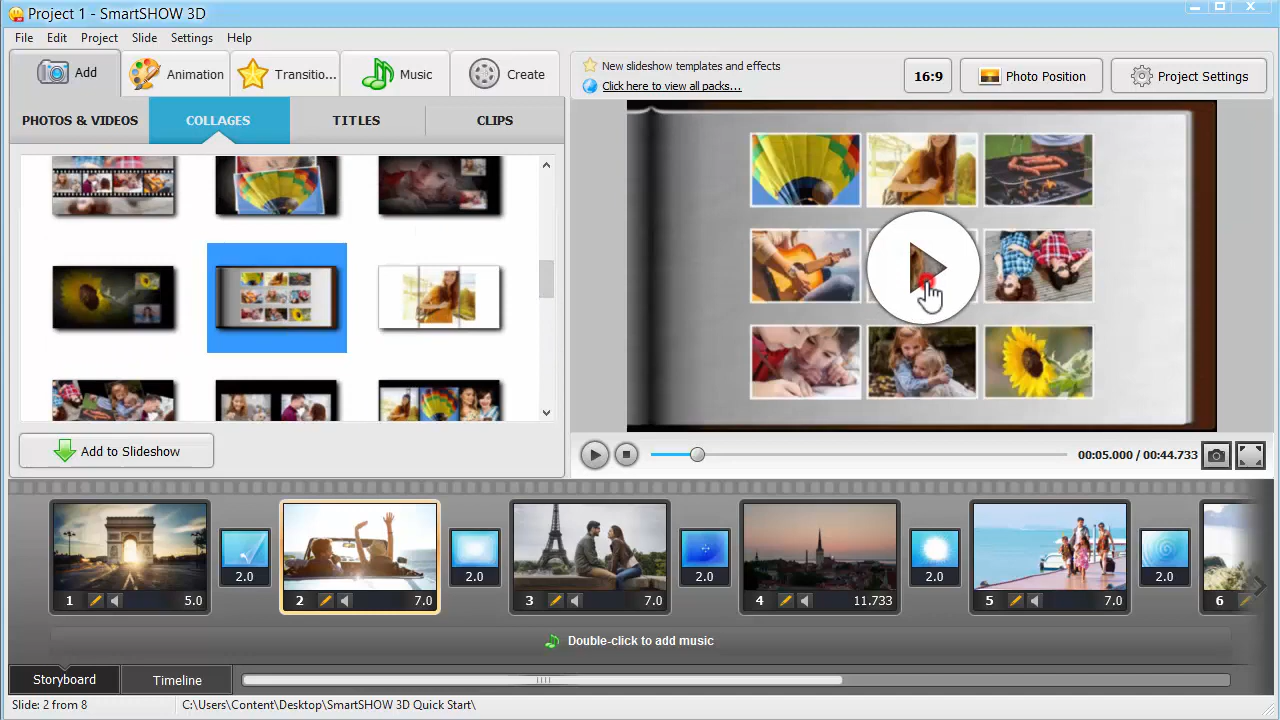 Project 1 - SmartSHOW 3D
File Edit Project Slide Settings Help
Add Animation Transitio... Music Create
New slideshow templates and effects
Click here to view all packs...
16:9 Photo Position Project Settings
PHOTOS & VIDEOS COLLAGES TITLES CLIPS
Add to Slideshow
00:05.000 / 00:44.733
2.0 2.0 2.0 2.0 2.0
1 5.0 2 7.0 3 7.0 4 11.733 5 7.0 6
Double-click to add music
Storyboard Timeline
Slide: 2 from 8 C:\Users\Content\Desktop\SmartSHOW 3D Quick Start\